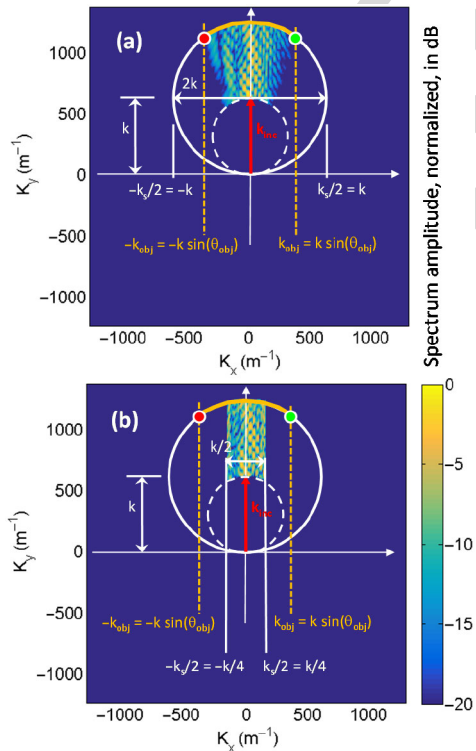 (a)
1000
500
0
−500
−1000
K_y (m⁻¹)
2k
k
k_inc
−k_s/2 = −k
k_s/2 = k
−k_obj = −k sin(θ_obj)
k_obj = k sin(θ_obj)
−1000 −500 0 500 1000
K_x (m⁻¹)
Spectrum amplitude, normalized, in dB
(b)
1000
500
0
−500
−1000
K_y (m⁻¹)
k/2
k
−k_obj = −k sin(θ_obj)
k_obj = k sin(θ_obj)
−k_s/2 = −k/4
k_s/2 = k/4
−1000 −500 0 500 1000
K_x (m⁻¹)
0
−5
−10
−15
−20